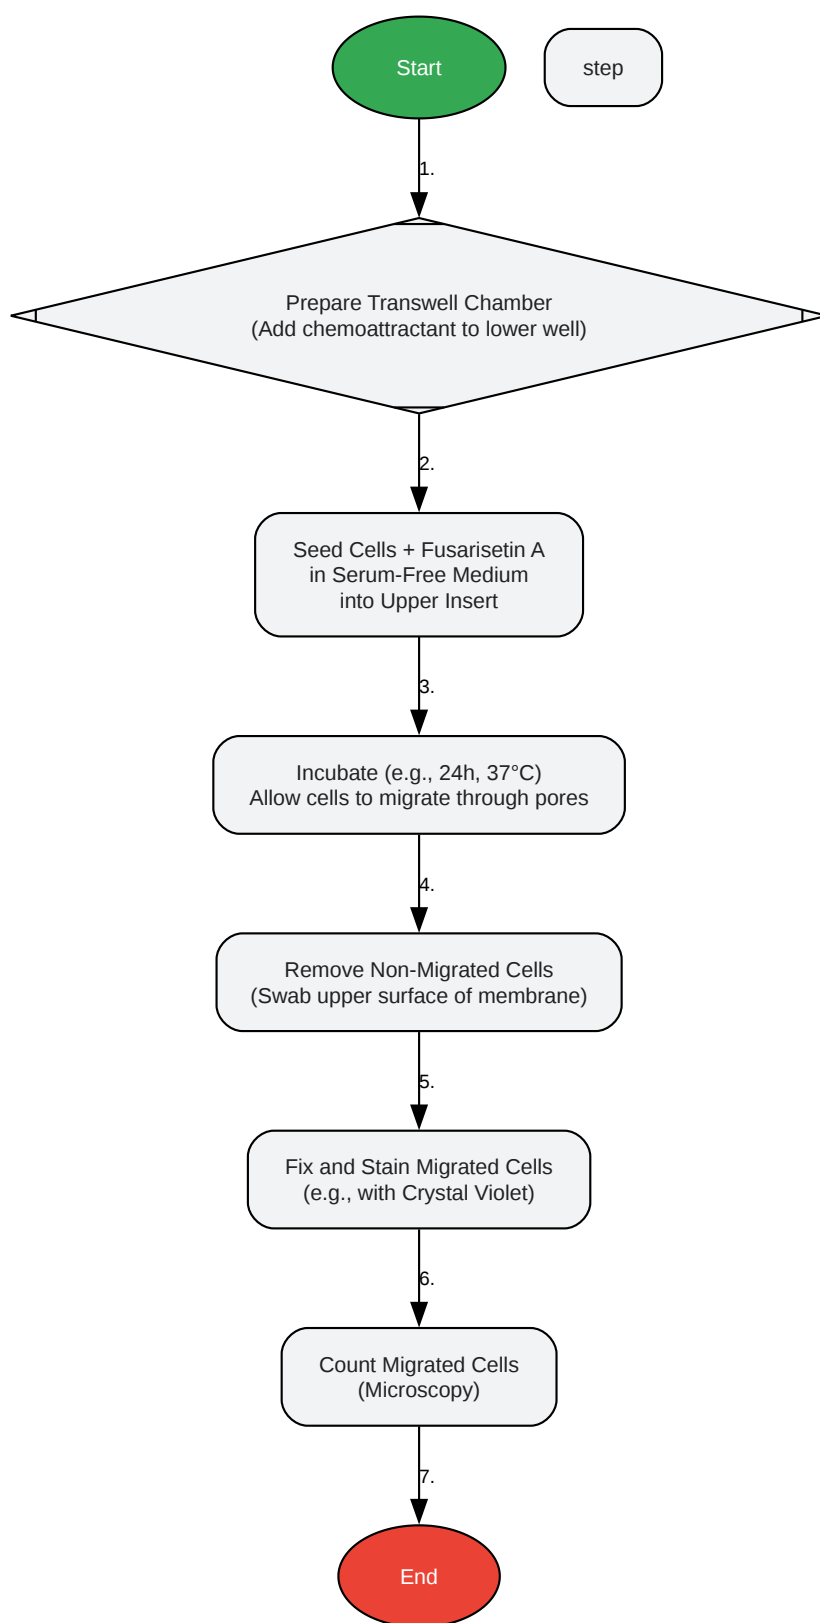 Start
step
1.
Prepare Transwell Chamber
(Add chemoattractant to lower well)
2.
Seed Cells + Fusarisetin A
in Serum-Free Medium
into Upper Insert
3.
Incubate (e.g., 24h, 37°C)
Allow cells to migrate through pores
4.
Remove Non-Migrated Cells
(Swab upper surface of membrane)
5.
Fix and Stain Migrated Cells
(e.g., with Crystal Violet)
6.
Count Migrated Cells
(Microscopy)
7.
End